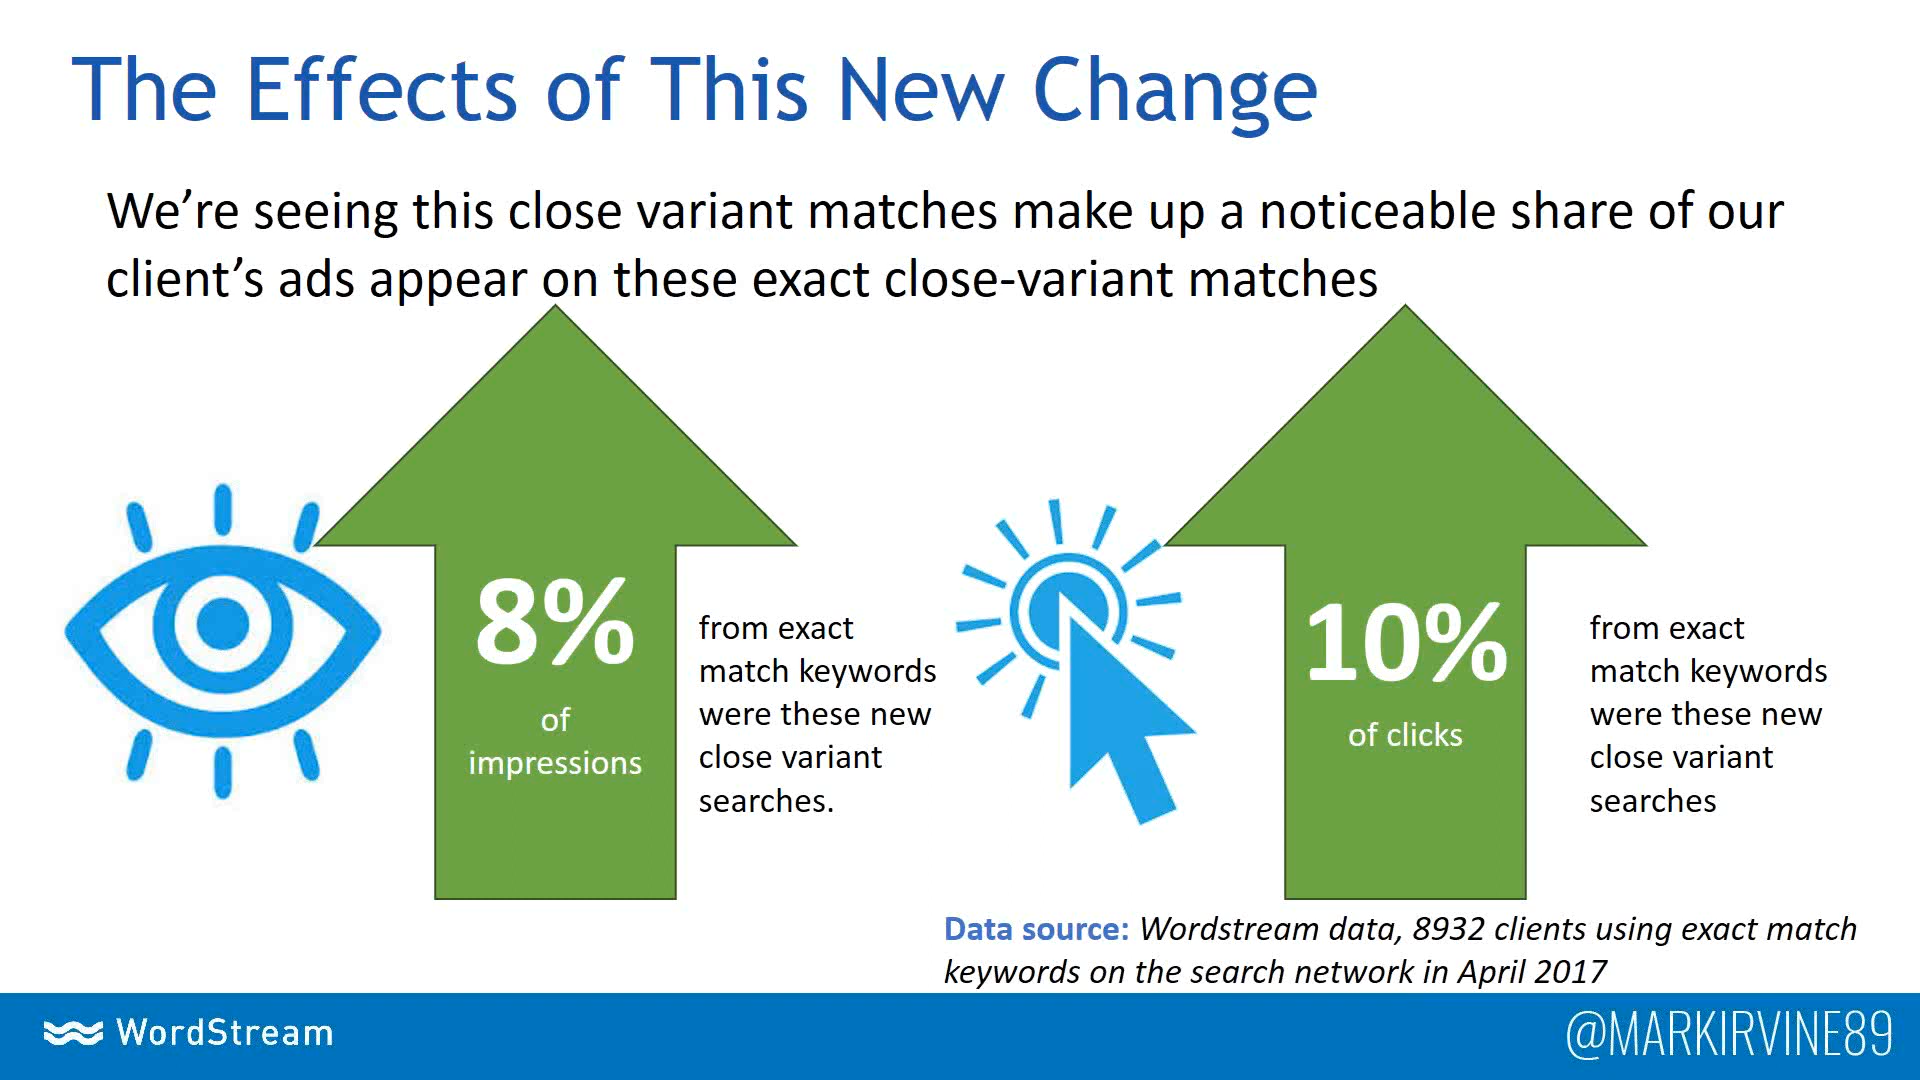 The Effects of This New Change
We’re seeing this close variant matches make up a noticeable share of our
client’s ads appear on these exact close-variant matches
8%
of
impressions
from exact
match keywords
were these new
close variant
searches.
10%
of clicks
from exact
match keywords
were these new
close variant
searches
Data source: Wordstream data, 8932 clients using exact match
keywords on the search network in April 2017
WordStream
@MARKIRVINE89